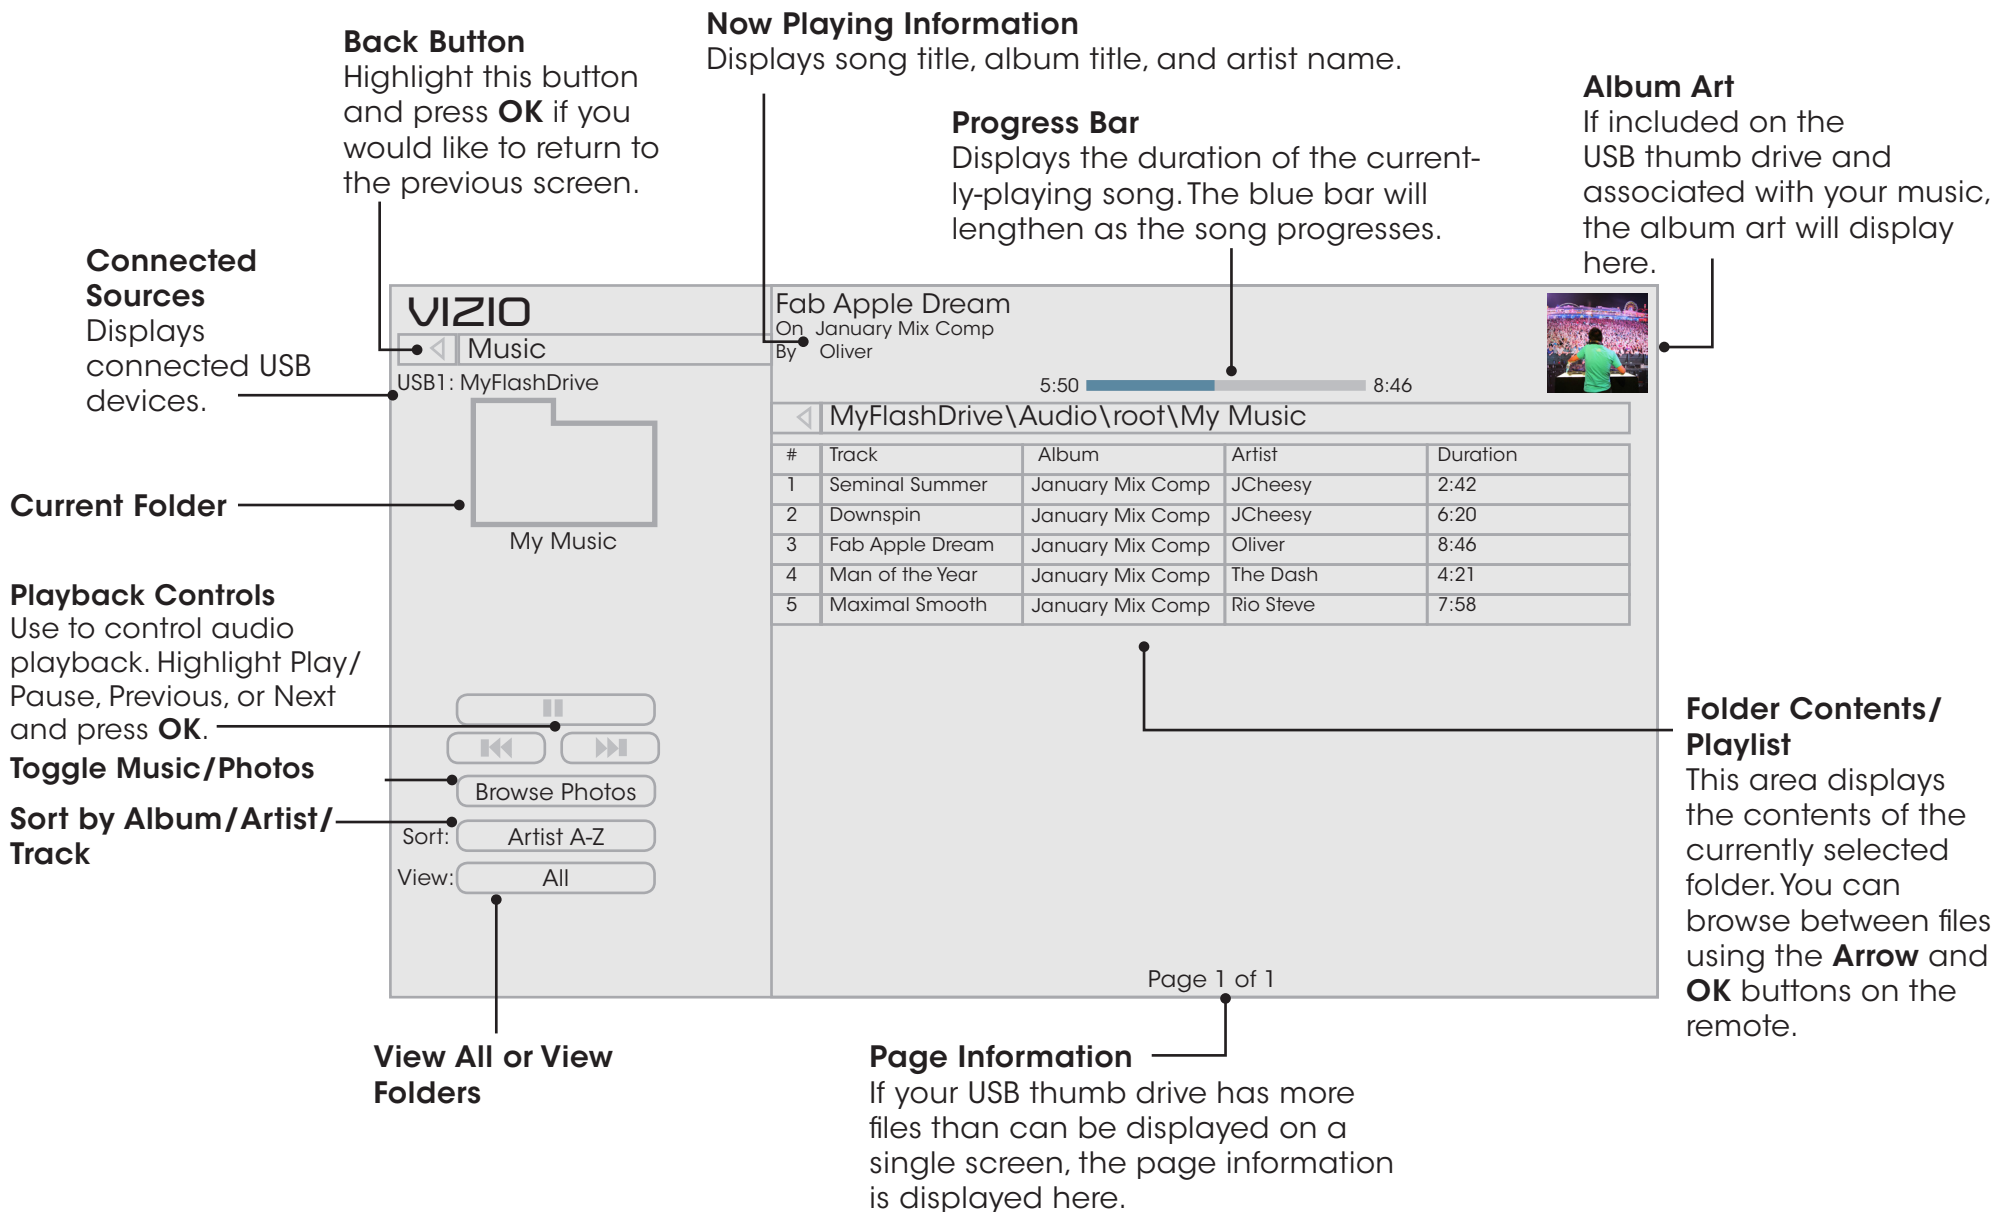 Back Button
Highlight this button
and press OK if you
would like to return to
the previous screen.
Now Playing Information
Displays song title, album title, and artist name.
Progress Bar
Displays the duration of the current-
ly-playing song. The blue bar will
lengthen as the song progresses.
Album Art
If included on the
USB thumb drive and
associated with your music,
the album art will display
here.
Connected
Sources
Displays
connected USB
devices.
Current Folder
Playback Controls
Use to control audio
playback. Highlight Play/
Pause, Previous, or Next
and press OK.
Toggle Music/Photos
Sort by Album/Artist/
Track
VIZIO
Music
USB1: MyFlashDrive
My Music
Browse Photos
Sort: Artist A-Z
View: All
Fab Apple Dream
On January Mix Comp
By Oliver
5:50 8:46
MyFlashDrive\Audio\root\My Music
# Track Album Artist Duration
1 Seminal Summer January Mix Comp JCheesy 2:42
2 Downspin January Mix Comp JCheesy 6:20
3 Fab Apple Dream January Mix Comp Oliver 8:46
4 Man of the Year January Mix Comp The Dash 4:21
5 Maximal Smooth January Mix Comp Rio Steve 7:58
Page 1 of 1
Folder Contents/
Playlist
This area displays
the contents of the
currently selected
folder. You can
browse between files
using the Arrow and
OK buttons on the
remote.
View All or View
Folders
Page Information
If your USB thumb drive has more
files than can be displayed on a
single screen, the page information
is displayed here.